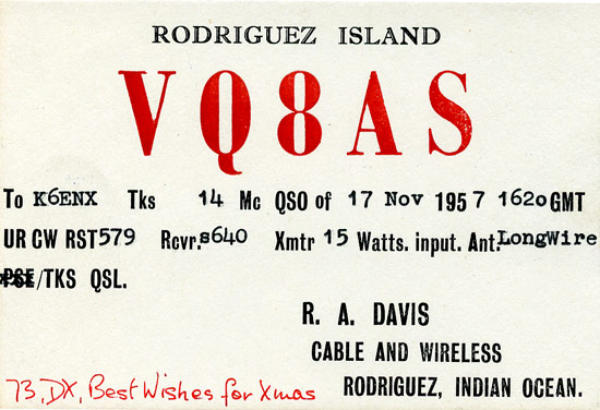 RODRIGUEZ ISLAND
VQ8AS
To K6ENX Tks 14 Mc QSO of 17 Nov 1957 1620 GMT
UR CW RST 579 Rcvr. s640 Xmtr 15 Watts. input. Ant. LongWire
PSE/TKS QSL.
R. A. DAVIS
CABLE AND WIRELESS
RODRIGUEZ, INDIAN OCEAN.
73, DX, Best Wishes for Xmas